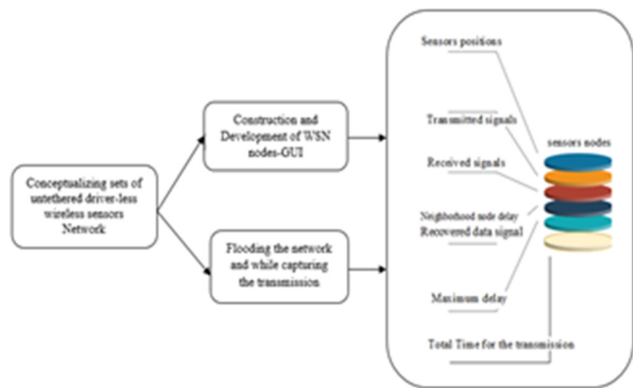 Conceptualizing sets of
untethered driver-less
wireless sensors
Network
Construction and
Development of WSN
nodes-GUI
Flooding the network
and while capturing
the transmission
Sensors positions
Transmitted signals
sensors nodes
Received signals
Neighborhood node delay
Recovered data signal
Maximum delay
Total Time for the transmission